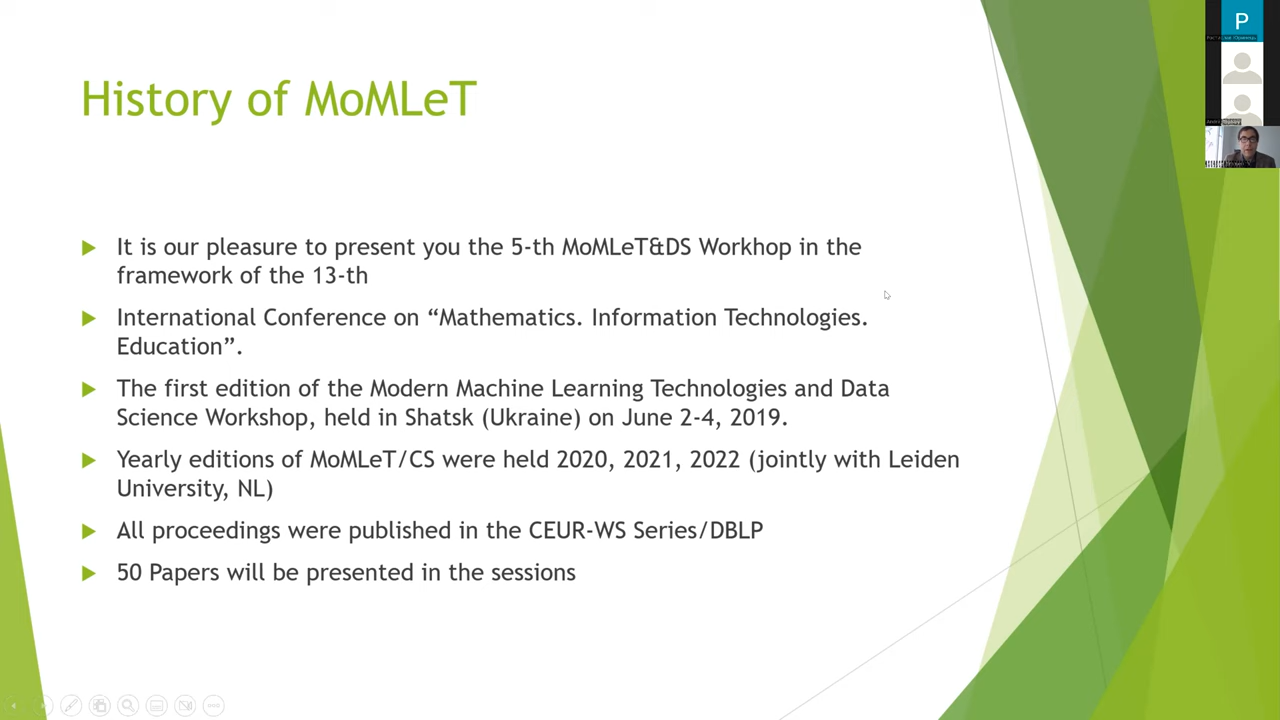 History of MoMLeT
It is our pleasure to present you the 5-th MoMLeT&DS Workhop in the
framework of the 13-th
International Conference on “Mathematics. Information Technologies.
Education”.
The first edition of the Modern Machine Learning Technologies and Data
Science Workshop, held in Shatsk (Ukraine) on June 2-4, 2019.
Yearly editions of MoMLeT/CS were held 2020, 2021, 2022 (jointly with Leiden
University, NL)
All proceedings were published in the CEUR-WS Series/DBLP
50 Papers will be presented in the sessions
P